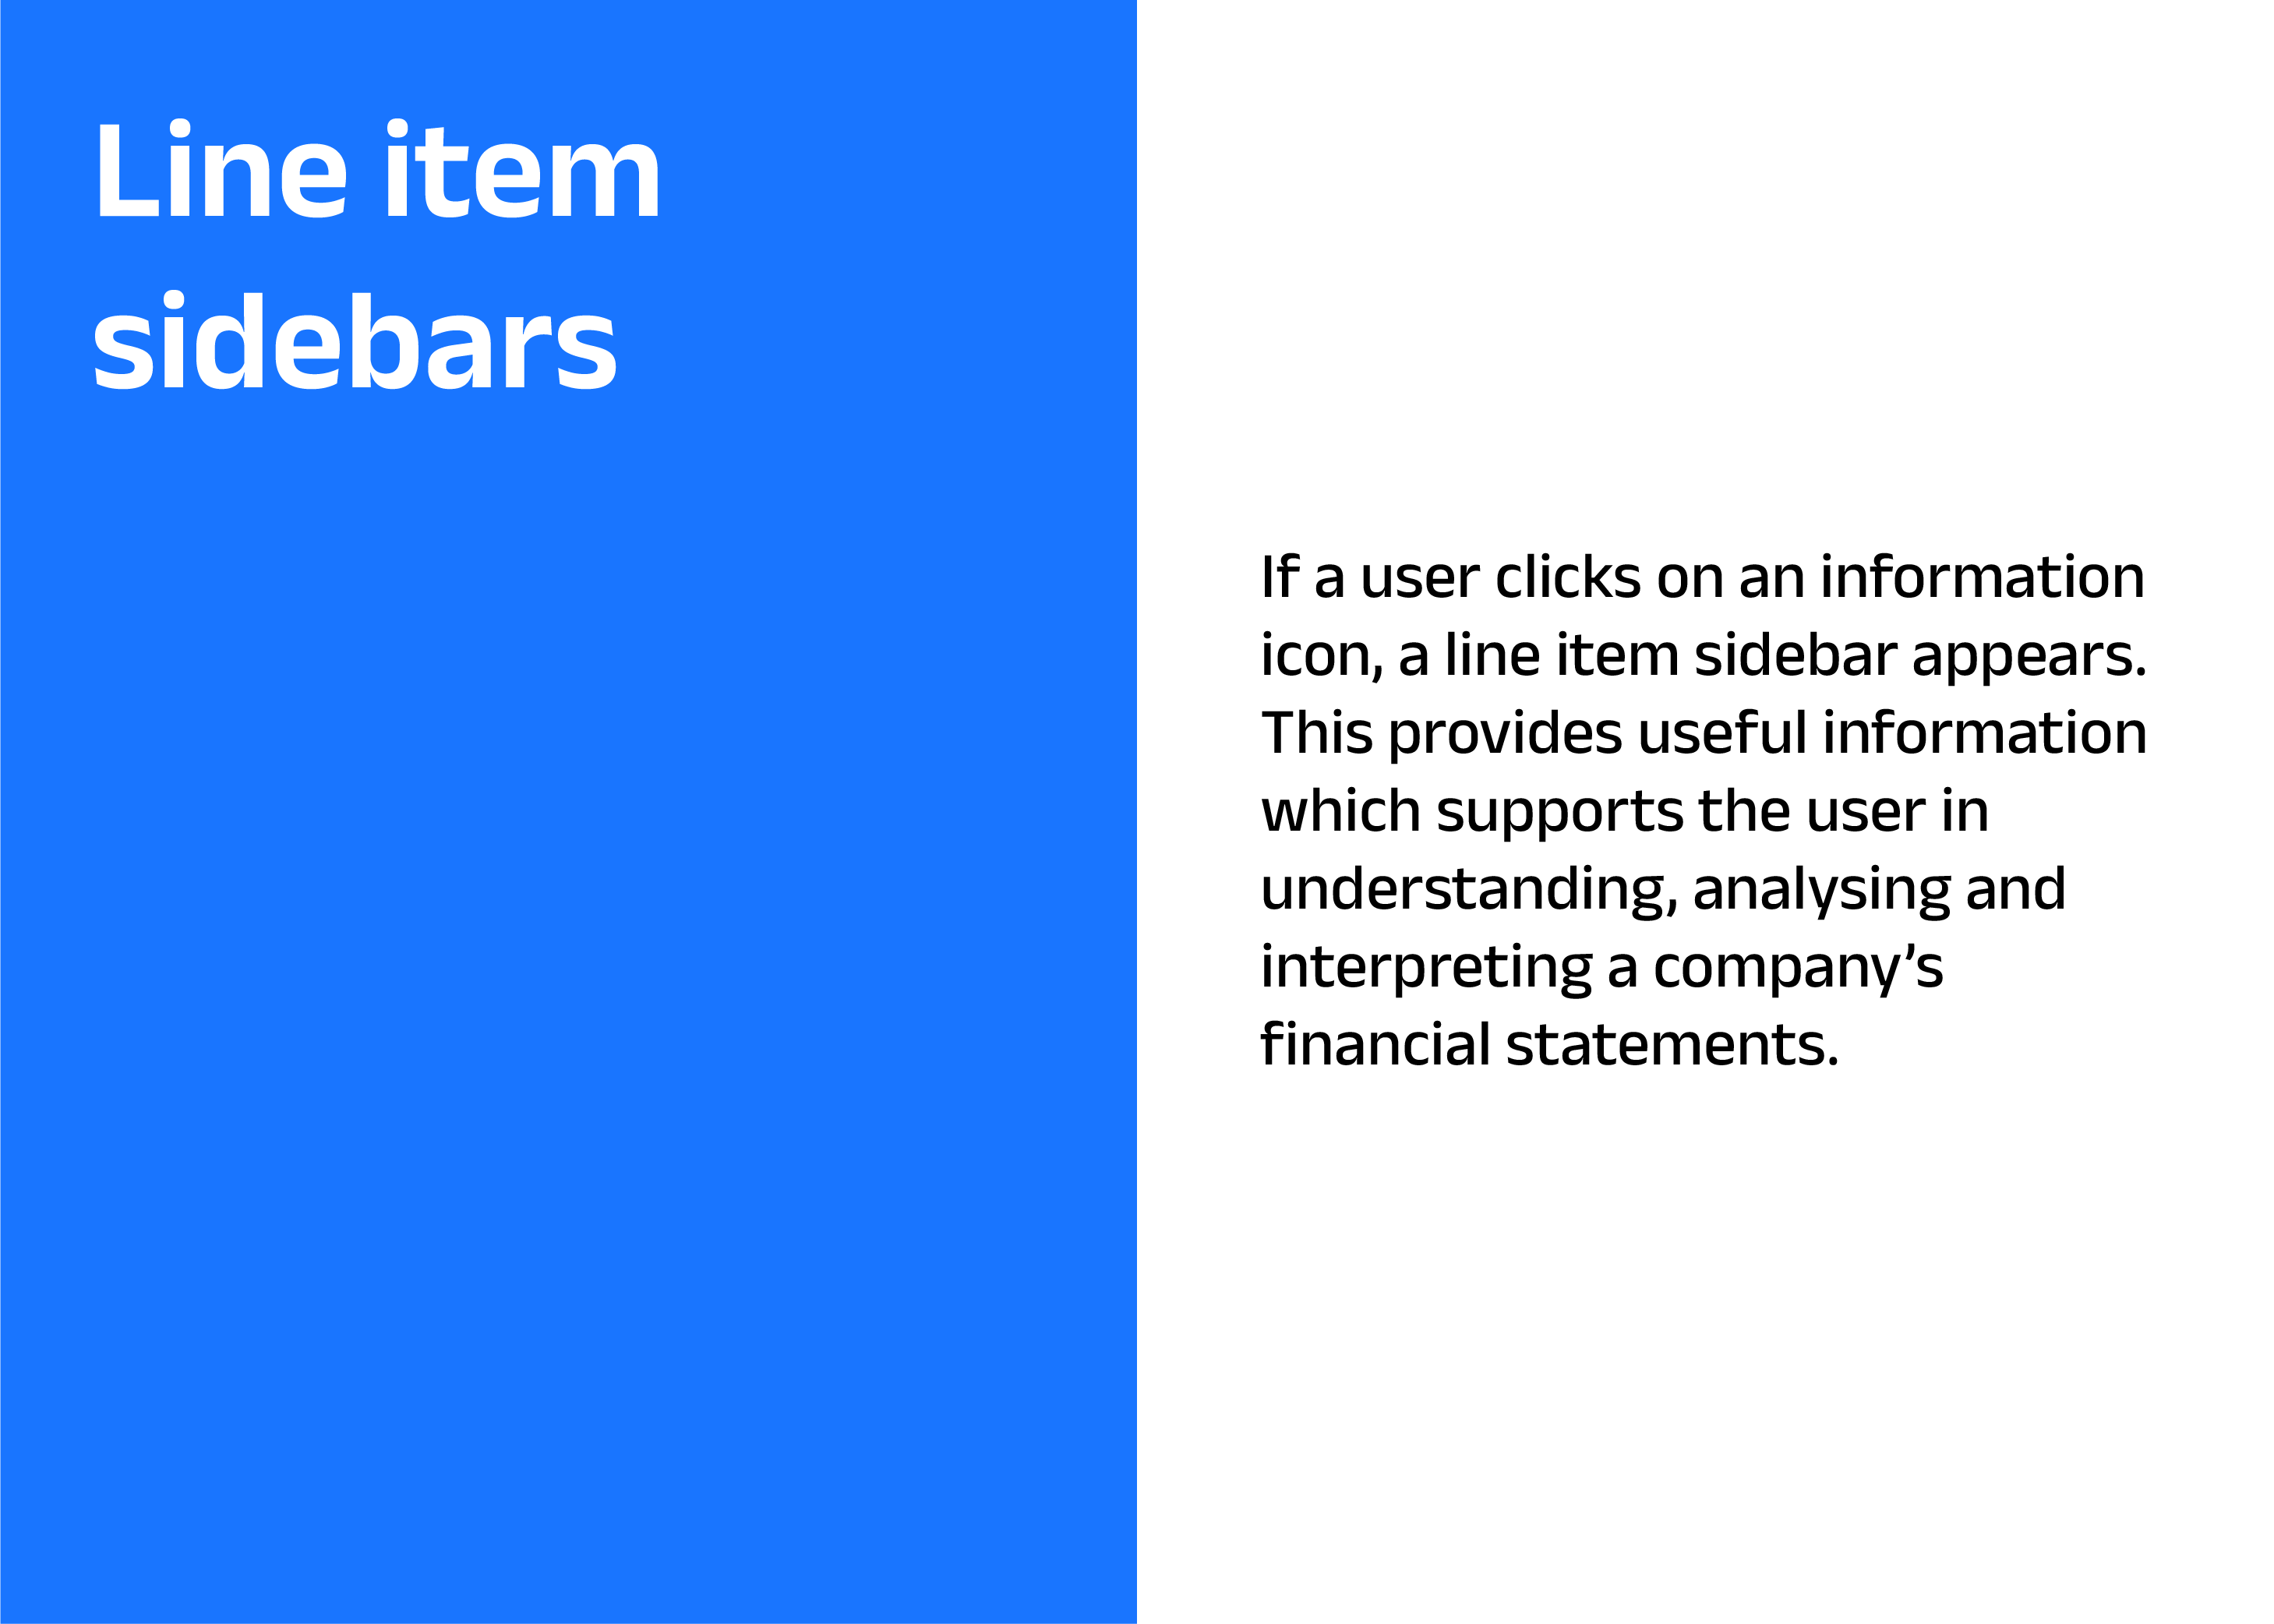 Line item
sidebars
If a user clicks on an information
icon, a line item sidebar appears.
This provides useful information
which supports the user in
understanding, analysing and
interpreting a company’s
financial statements.